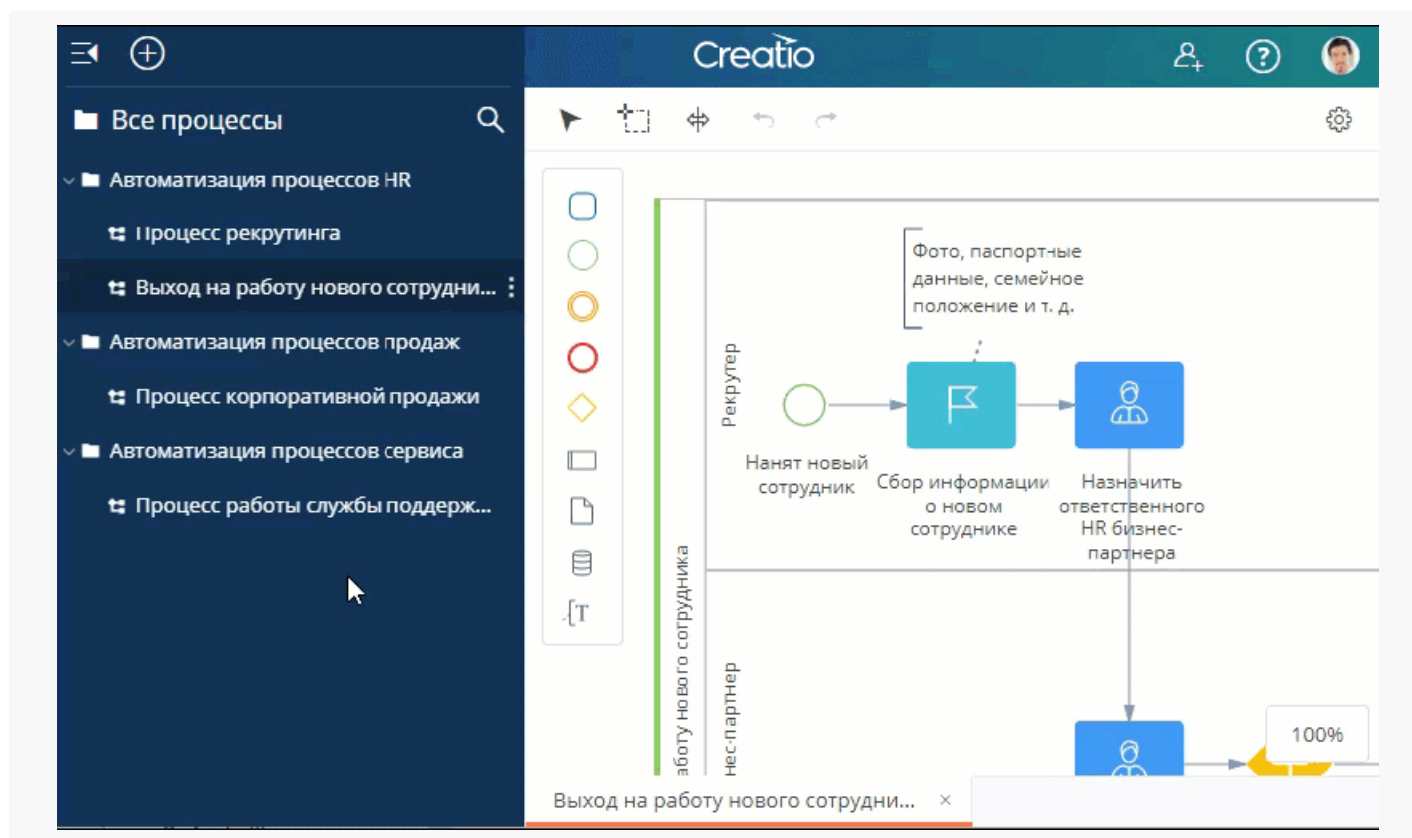 Creatio
Все процессы
Автоматизация процессов HR
Процесс рекрутинга
Выход на работу нового сотрудни...
Автоматизация процессов продаж
Процесс корпоративной продажи
Автоматизация процессов сервиса
Процесс работы службы поддерж...
T
Фото, паспортные
данные, семейное
положение и т. д.
Рекрутер
Нанят новый
сотрудник
Сбор информации
о новом
сотруднике
Назначить
ответственного
HR бизнес-
партнера
аботу нового сотрудника
нес-партнер
100%
Выход на работу нового сотрудни...